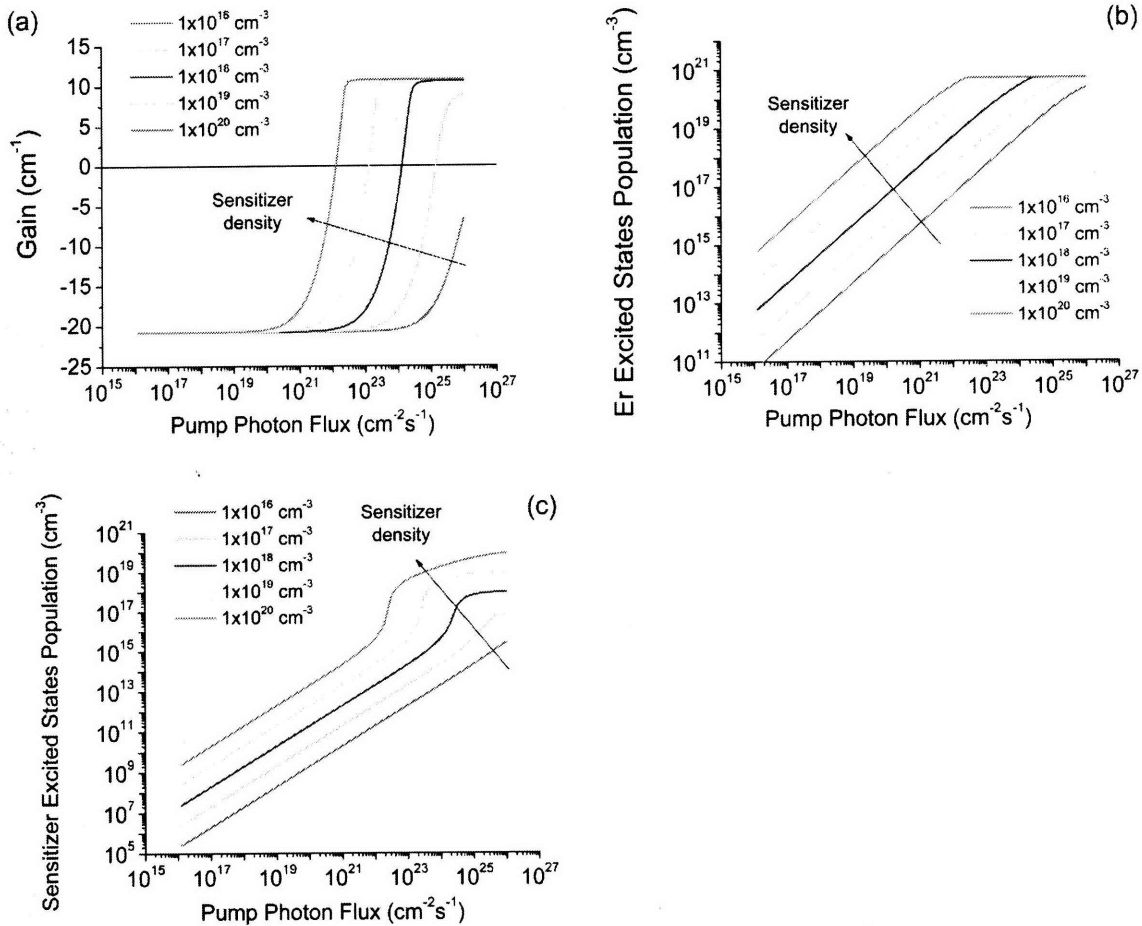 (a)
1x10^16 cm^-3
1x10^17 cm^-3
1x10^18 cm^-3
1x10^19 cm^-3
1x10^20 cm^-3
15
10
5
0
-5
-10
-15
-20
-25
Gain (cm^-1)
Sensitizer
density
10^15 10^17 10^19 10^21 10^23 10^25 10^27
Pump Photon Flux (cm^-2s^-1)
(b)
Er Excited States Population (cm^-3)
10^21
10^19
10^17
10^15
10^13
10^11
Sensitizer
density
1x10^16 cm^-3
1x10^17 cm^-3
1x10^18 cm^-3
1x10^19 cm^-3
1x10^20 cm^-3
10^15 10^17 10^19 10^21 10^23 10^25 10^27
Pump Photon Flux (cm^-2s^-1)
(c)
Sensitizer Excited States Population (cm^-3)
1x10^16 cm^-3
1x10^17 cm^-3
1x10^18 cm^-3
1x10^19 cm^-3
1x10^20 cm^-3
Sensitizer
density
10^21
10^19
10^17
10^15
10^13
10^11
10^9
10^7
10^5
10^15 10^17 10^19 10^21 10^23 10^25 10^27
Pump Photon Flux (cm^-2s^-1)